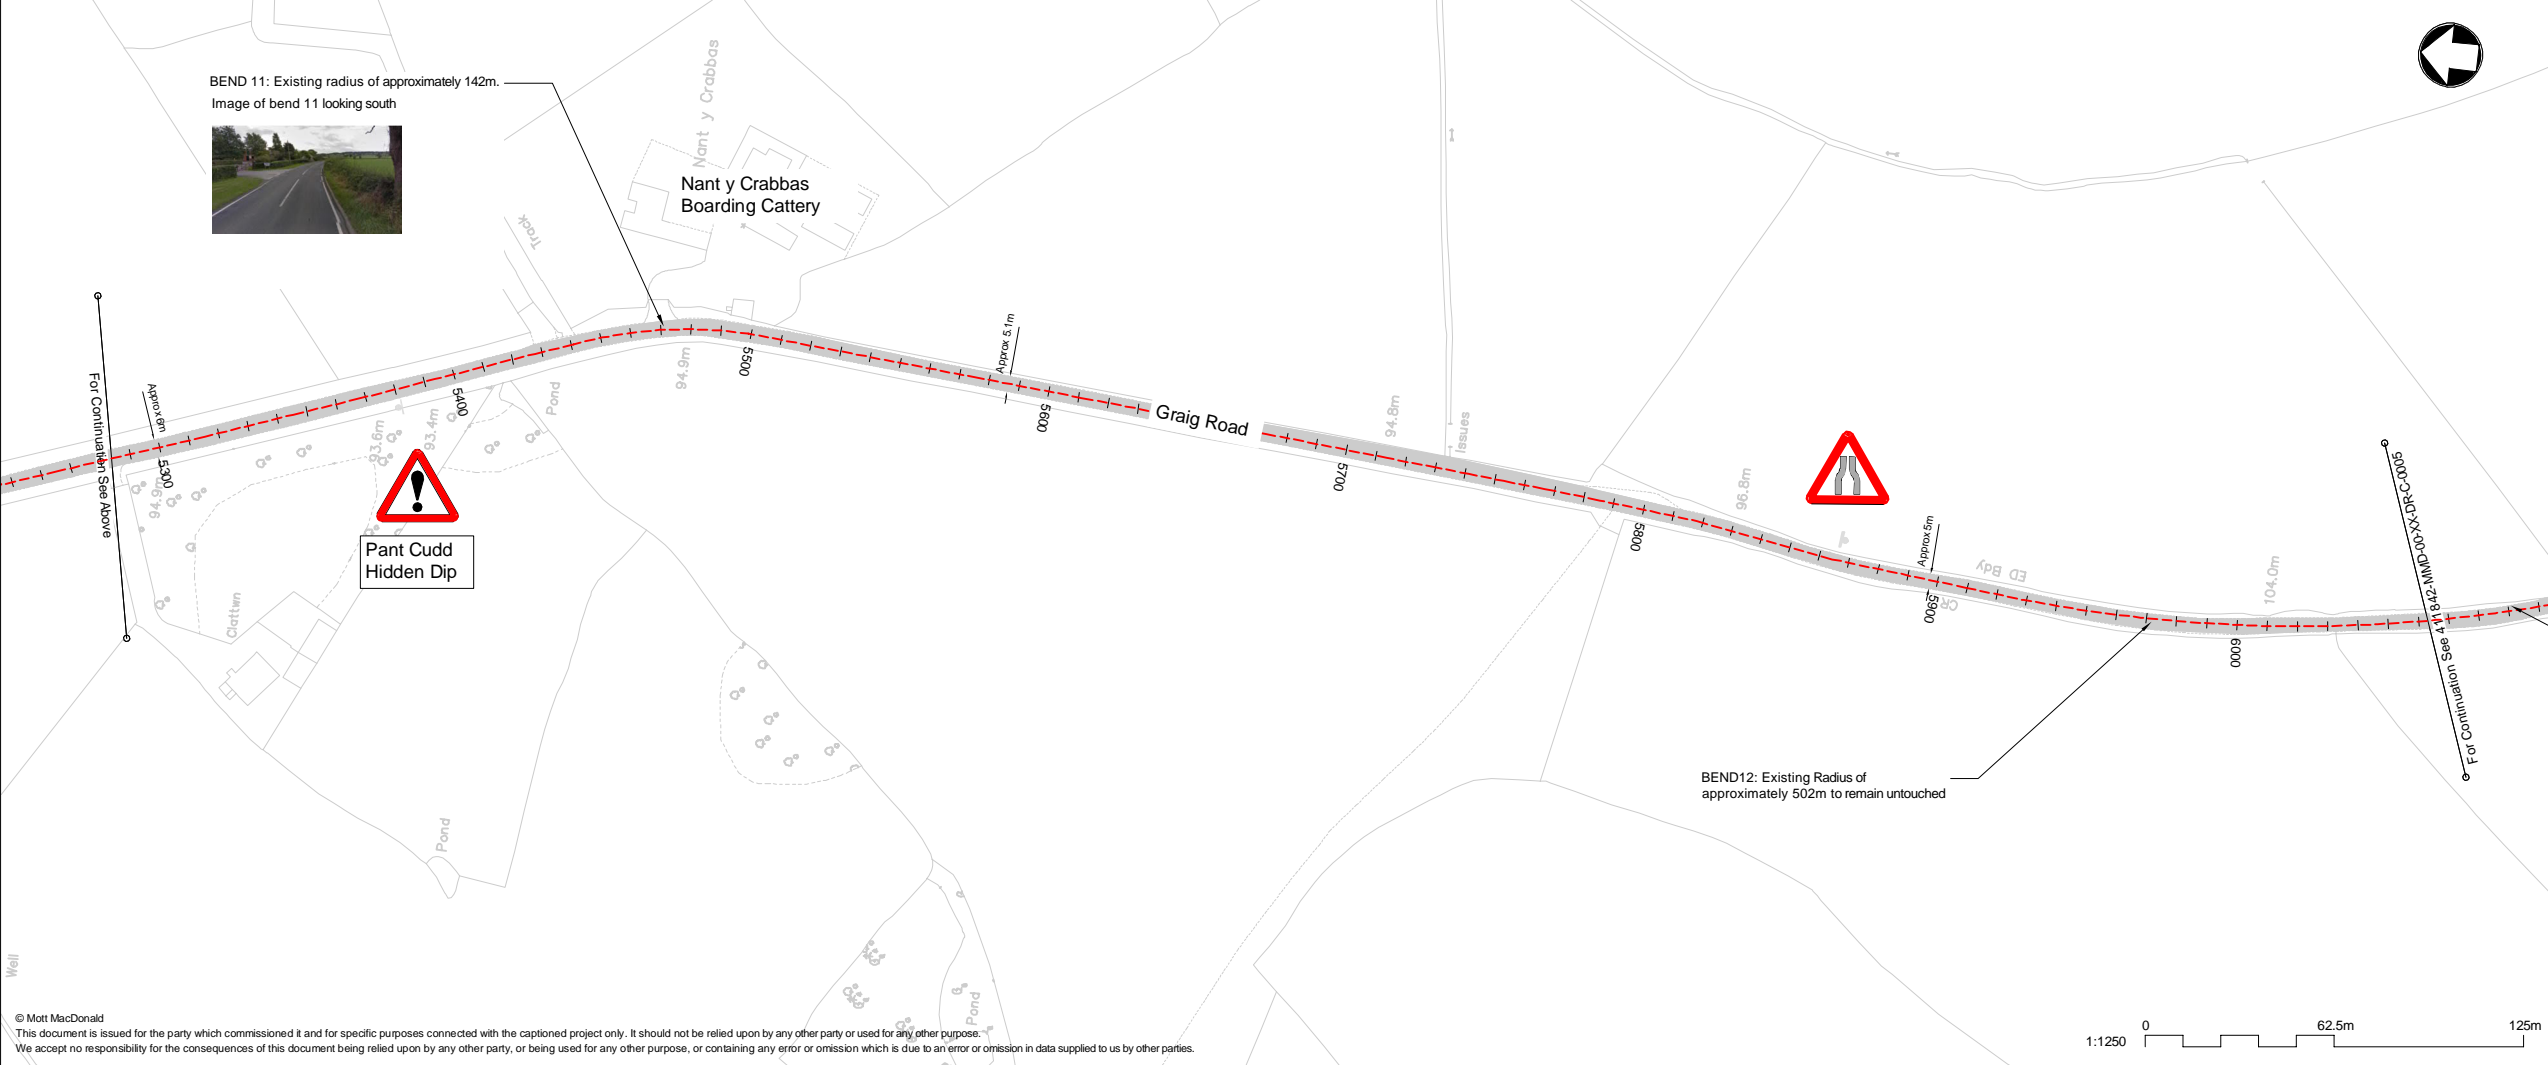 BEND 11: Existing radius of approximately 142m.
Image of bend 11 looking south
Nant y Crabbas
Nant y Crabbas
Boarding Cattery
Track
For Continuation See Above
Approx 6m
5300
94.9m
93.6m
93.4m
5400
Pond
94.9m
5500
Approx 5.1m
5600
Graig Road
5700
94.8m
Issues
5800
96.8m
Approx 5m
5900
CR
ED Bdy
104.0m
6000
For Continuation See 411842-MMD-00-XX-DR-C-0005
Pant Cudd
Hidden Dip
Clattwn
Pond
Well
Pond
BEND12: Existing Radius of
approximately 502m to remain untouched
© Mott MacDonald
This document is issued for the party which commissioned it and for specific purposes connected with the captioned project only. It should not be relied upon by any other party or used for any other purpose.
We accept no responsibility for the consequences of this document being relied upon by any other party, or being used for any other purpose, or containing any error or omission which is due to an error or omission in data supplied to us by other parties.
1:1250
0
62.5m
125m